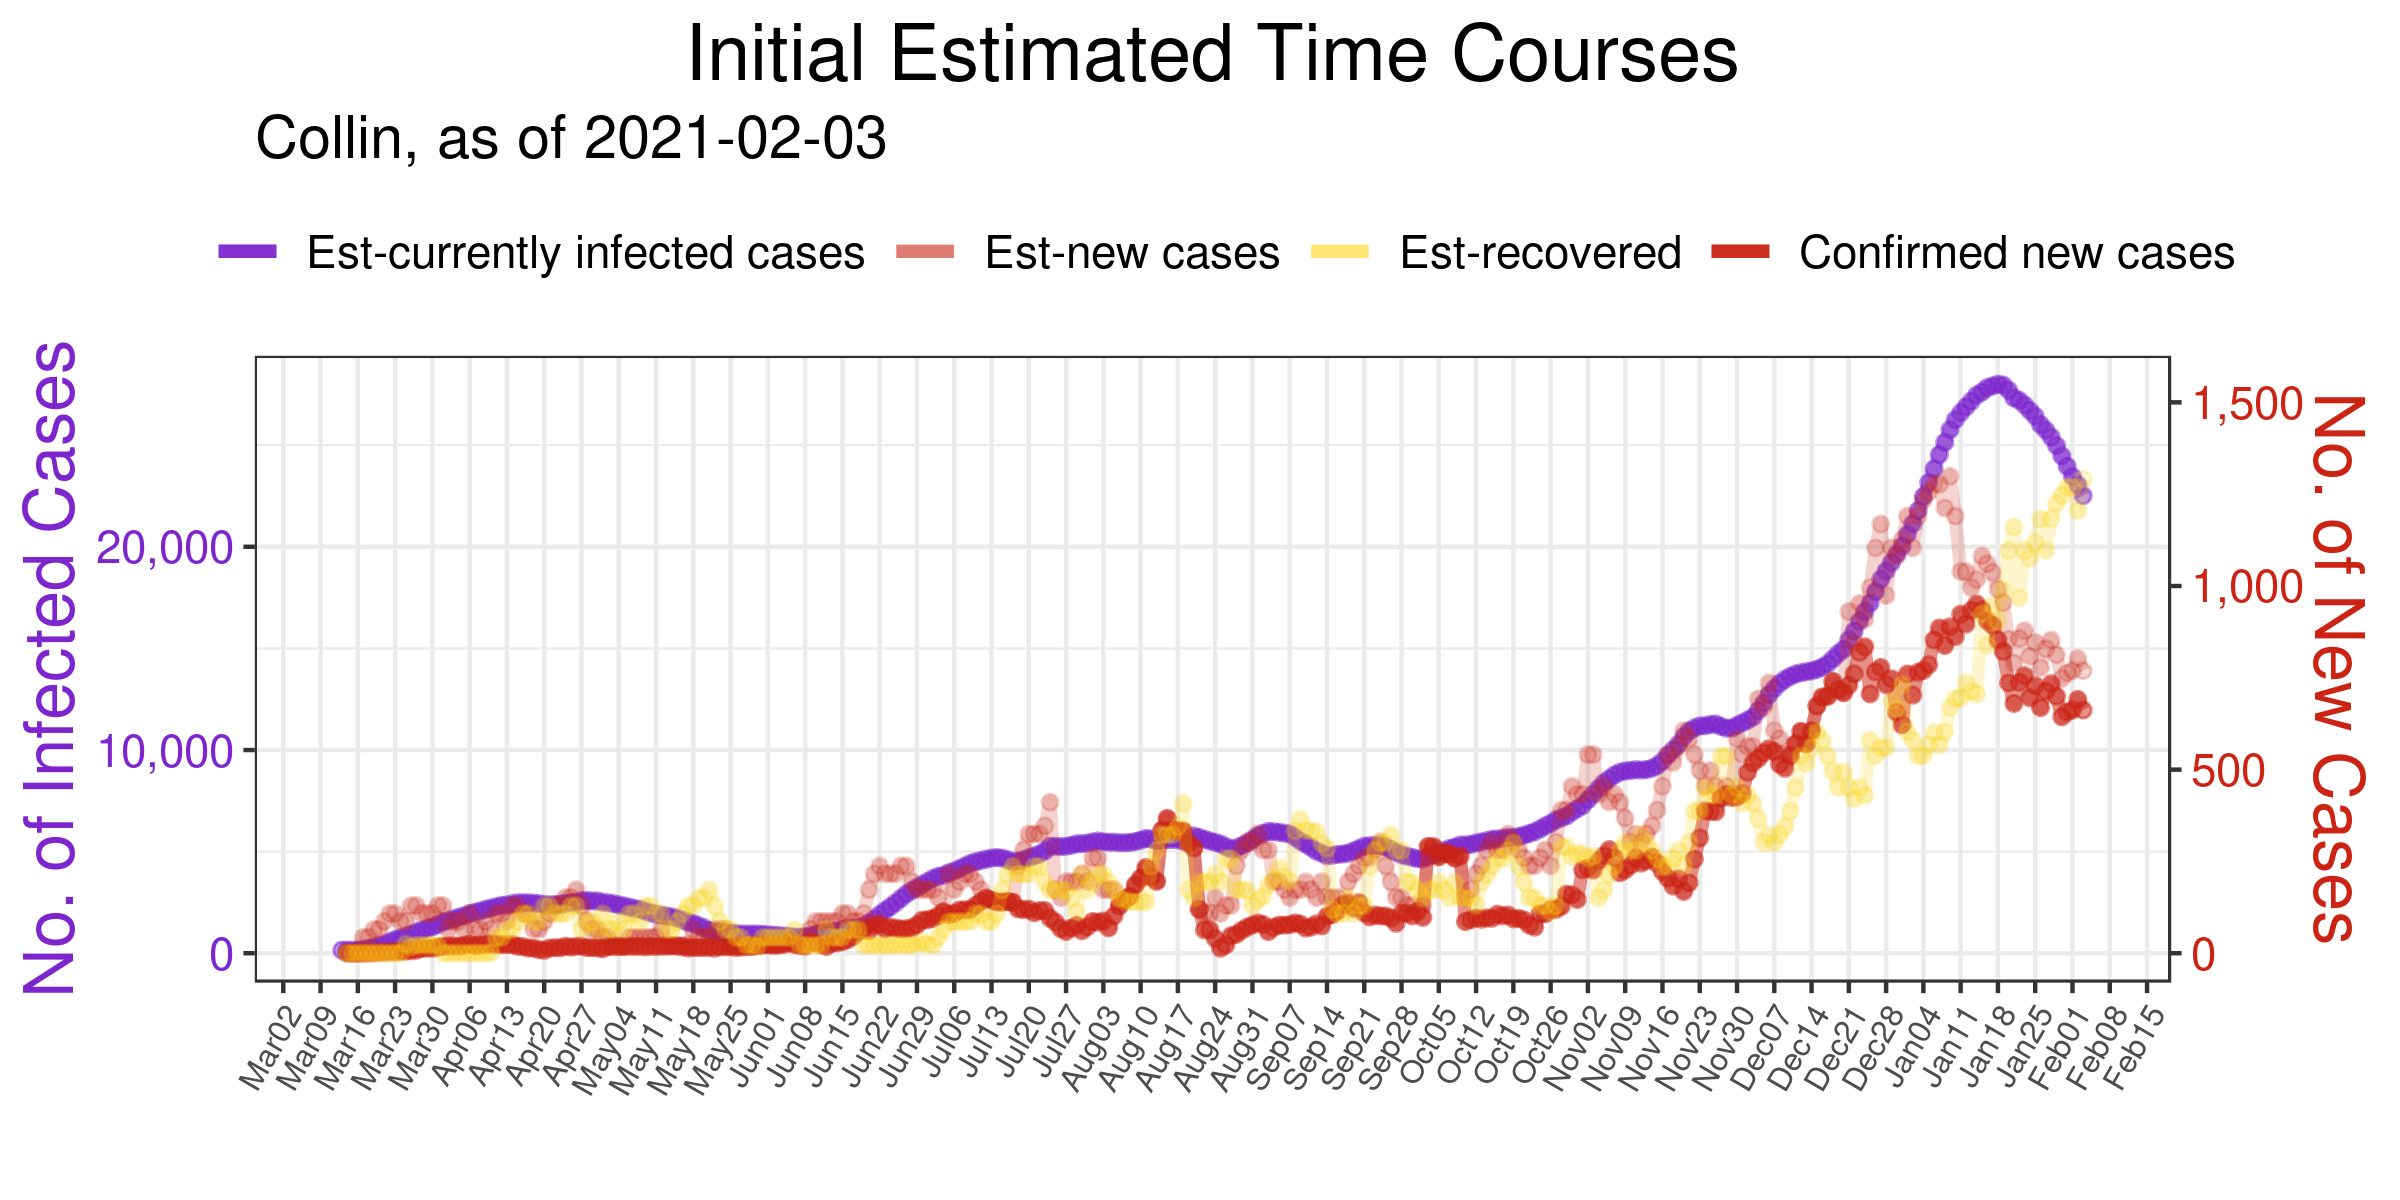 Initial Estimated Time Courses
Collin, as of 2021-02-03
Est-currently infected cases
Est-new cases
Est-recovered
Confirmed new cases
No. of Infected Cases
20,000
10,000
0
1,500
1,000
500
0
No. of New Cases
Mar02
Mar09
Mar16
Mar23
Mar30
Apr06
Apr13
Apr20
Apr27
May04
May11
May18
May25
Jun01
Jun08
Jun15
Jun22
Jun29
Jul06
Jul13
Jul20
Jul27
Aug03
Aug10
Aug17
Aug24
Aug31
Sep07
Sep14
Sep21
Sep28
Oct05
Oct12
Oct19
Oct26
Nov02
Nov09
Nov16
Nov23
Nov30
Dec07
Dec14
Dec21
Dec28
Jan04
Jan11
Jan18
Jan25
Feb01
Feb08
Feb15